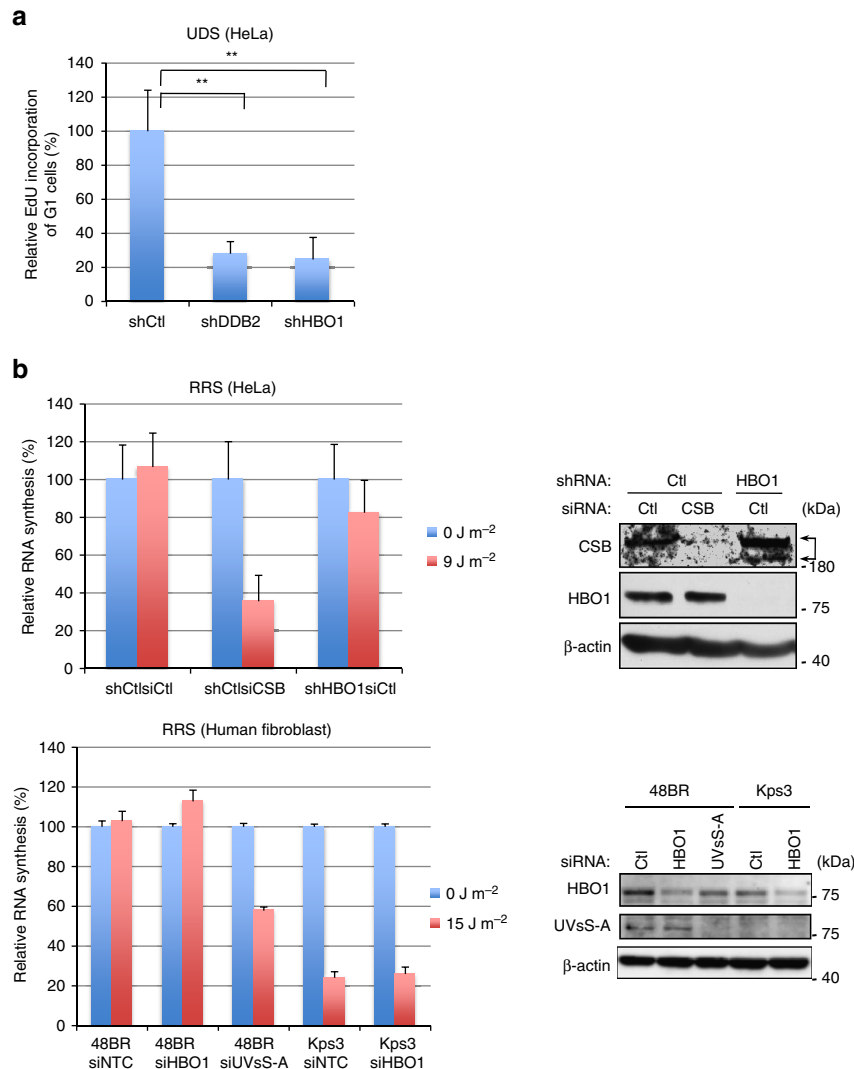 a
UDS (HeLa)
**
**
Relative EdU incorporation
of G1 cells (%)
140
120
100
80
60
40
20
0
shCtl shDDB2 shHBO1
b
RRS (HeLa)
Relative RNA synthesis (%)
140
120
100
80
60
40
20
0
shCtlsiCtl shCtlsiCSB shHBO1siCtl
0 J m⁻²
9 J m⁻²
shRNA: Ctl HBO1
siRNA: Ctl CSB Ctl (kDa)
CSB
- 180
HBO1
- 75
β-actin
- 40
RRS (Human fibroblast)
Relative RNA synthesis (%)
140
120
100
80
60
40
20
0
48BR 48BR 48BR Kps3 Kps3
siNTC siHBO1 siUVsS-A siNTC siHBO1
0 J m⁻²
15 J m⁻²
48BR Kps3
siRNA: Ctl HBO1 UVsS-A Ctl HBO1 (kDa)
HBO1
- 75
UVsS-A
- 75
β-actin
- 40